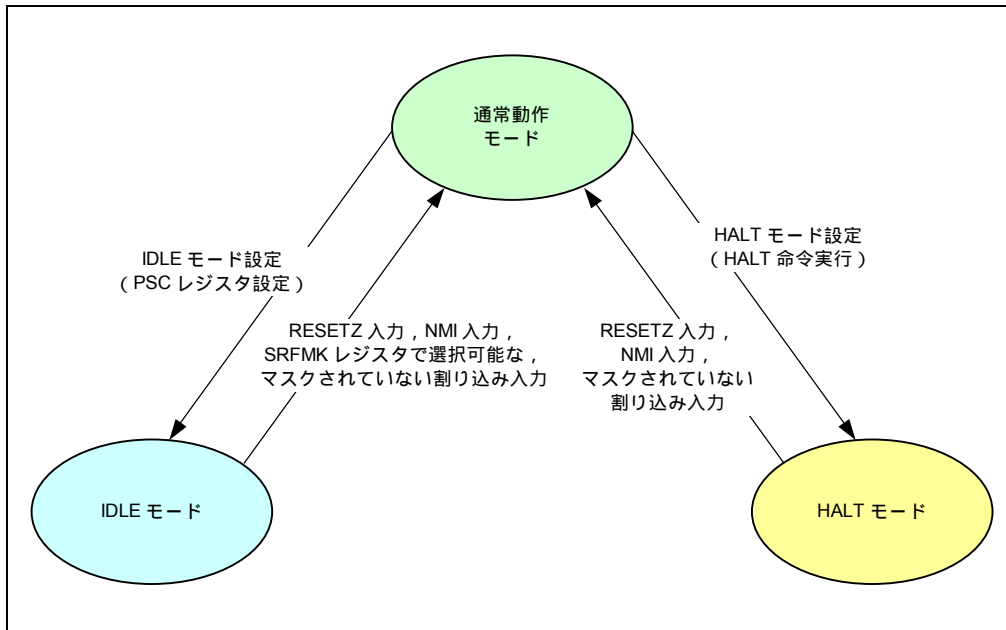 通常動作
モード
IDLE モード設定
（PSC レジスタ設定）
HALT モード設定
（HALT 命令実行）
RESETZ 入力，NMI 入力，
SRFMK レジスタで選択可能な，
マスクされていない割り込み入力
RESETZ 入力，
NMI 入力，
マスクされていない
割り込み入力
IDLE モード
HALT モード